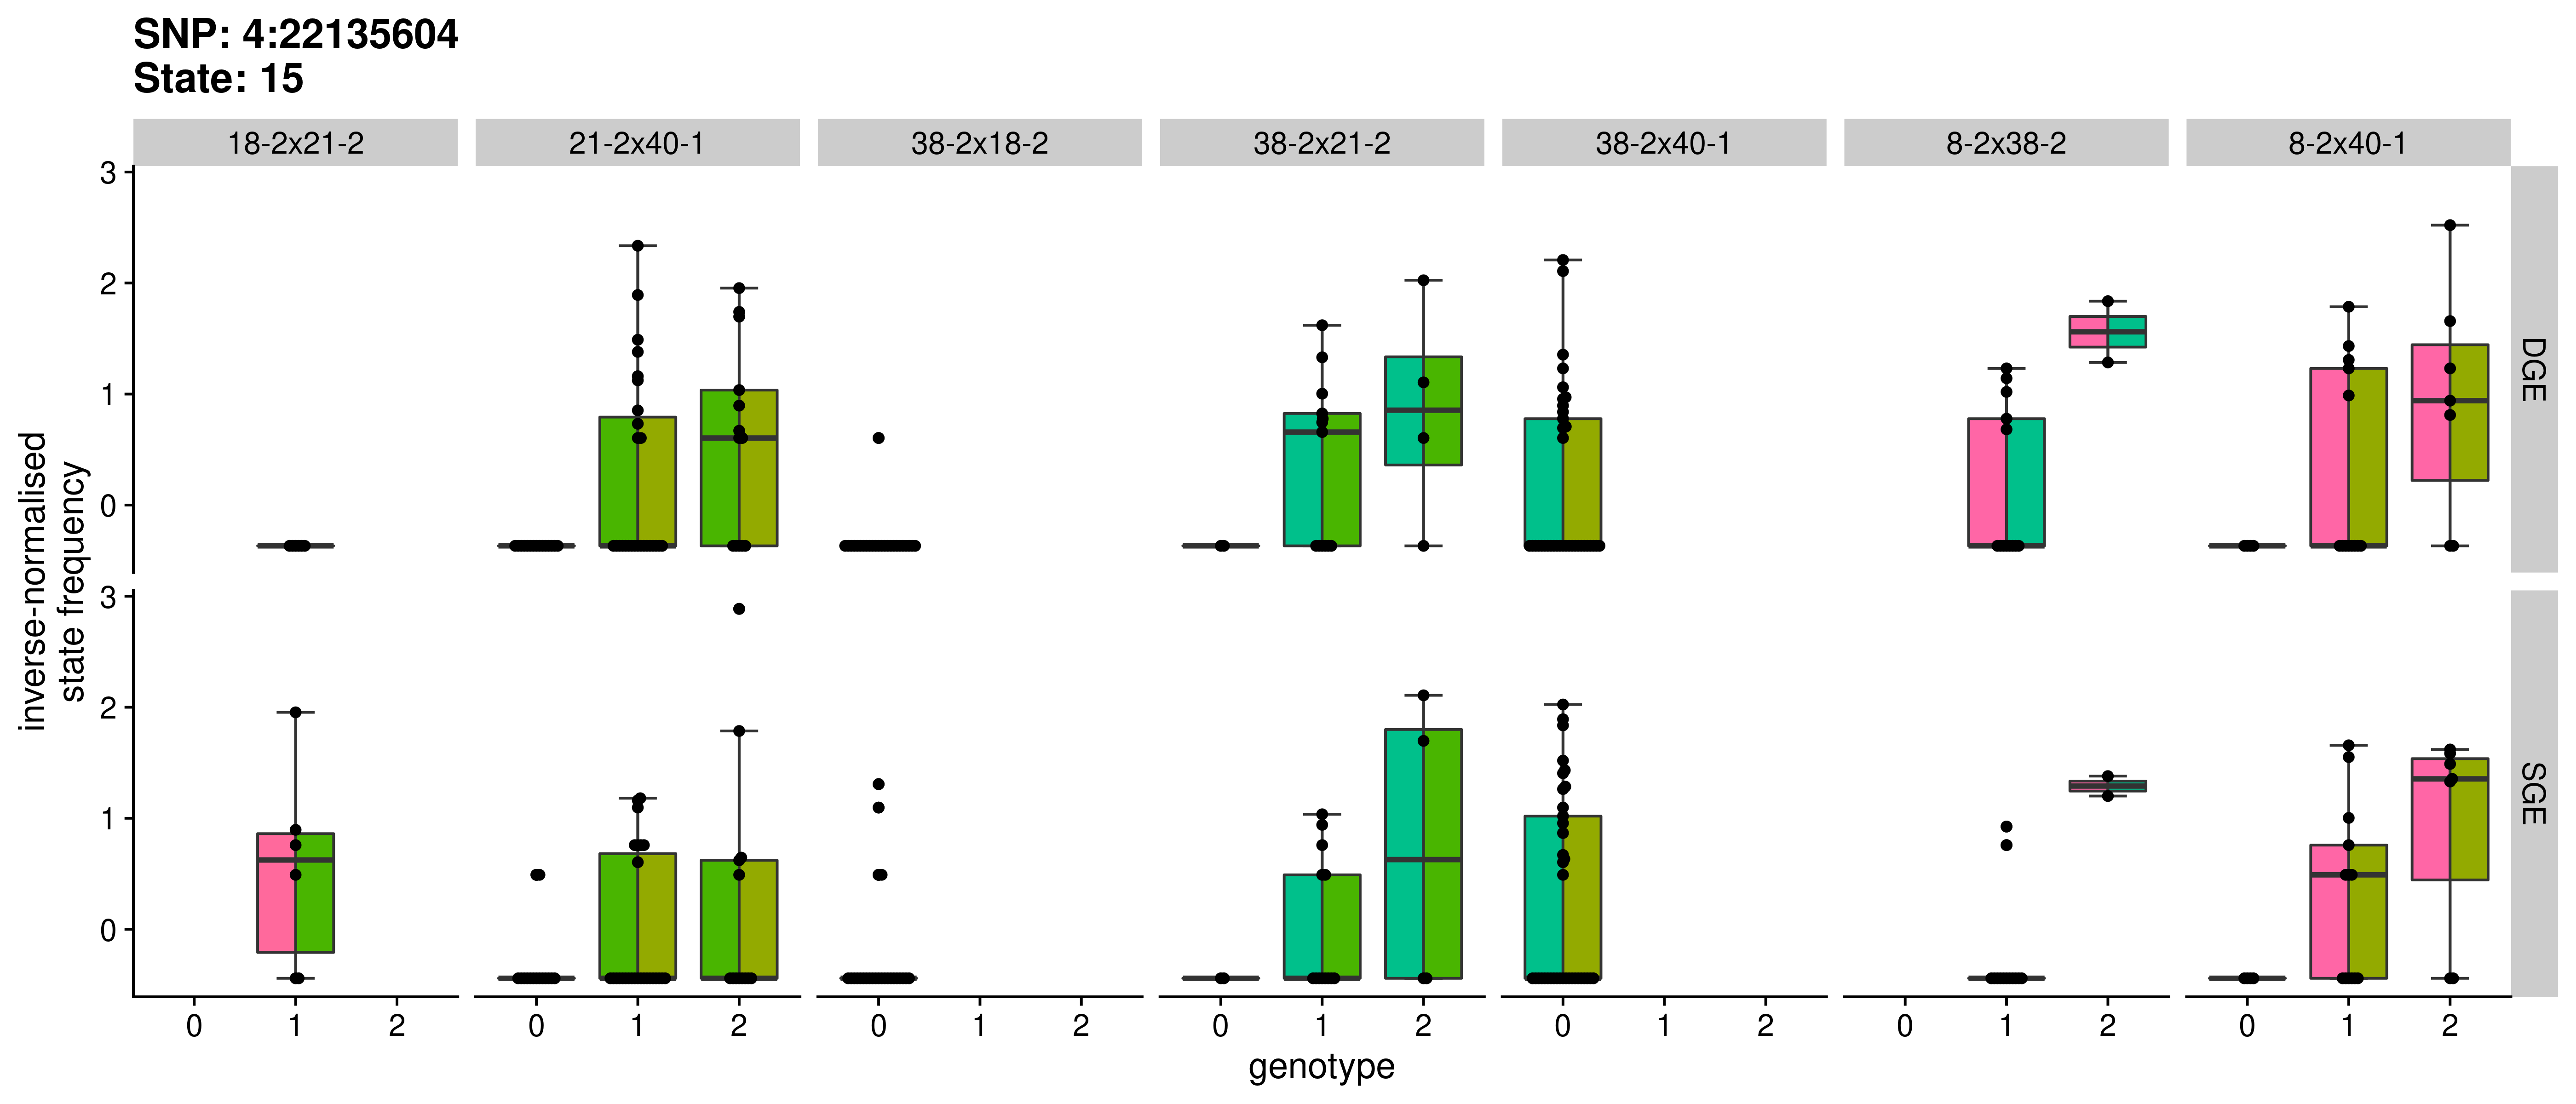 SNP: 4:22135604
State: 15
18-2x21-2 21-2x40-1 38-2x18-2 38-2x21-2 38-2x40-1 8-2x38-2 8-2x40-1
3
2
1
0
DGE
inverse-normalised
state frequency
3
2
1
0
SGE
0 1 2 0 1 2 0 1 2 0 1 2 0 1 2 0 1 2 0 1 2
genotype